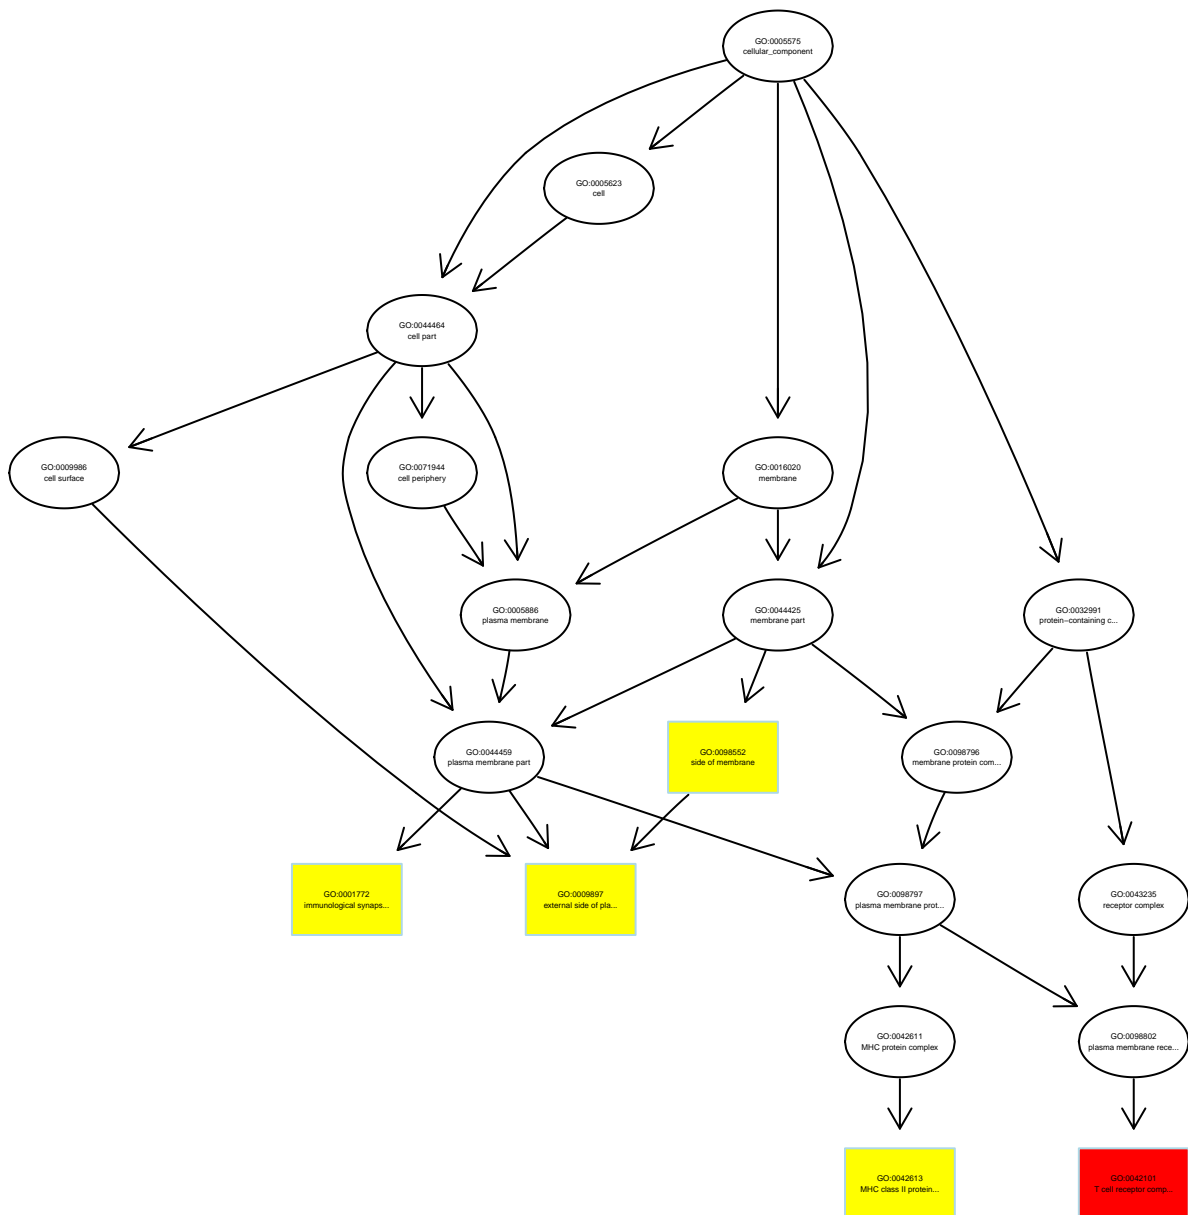 GO:0005575
cellular_component
GO:0005623
cell
GO:0044464
cell part
GO:0009986
cell surface
GO:0071944
cell periphery
GO:0016020
membrane
GO:0005886
plasma membrane
GO:0044425
membrane part
GO:0032991
protein−containing c...
GO:0044459
plasma membrane part
GO:0098552
side of membrane
GO:0098796
membrane protein com...
GO:0001772
immunological synaps...
GO:0009897
external side of pla...
GO:0098797
plasma membrane prot...
GO:0043235
receptor complex
GO:0042611
MHC protein complex
GO:0098802
plasma membrane rece...
GO:0042613
MHC class II protein...
GO:0042101
T cell receptor comp...